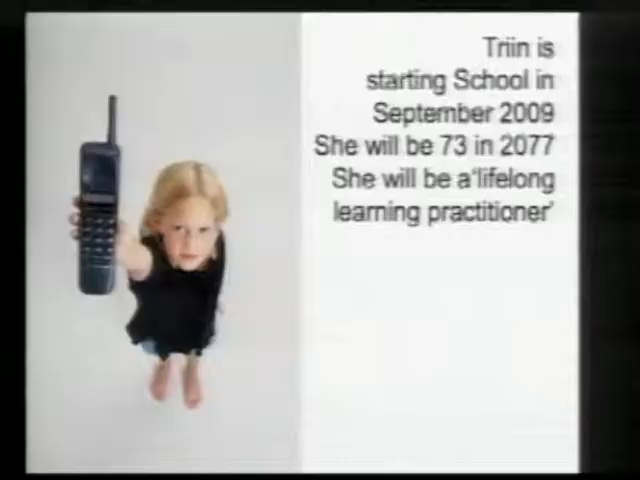 Triin is
starting School in
September 2009
She will be 73 in 2077
She will be a‘lifelong
learning practitioner’